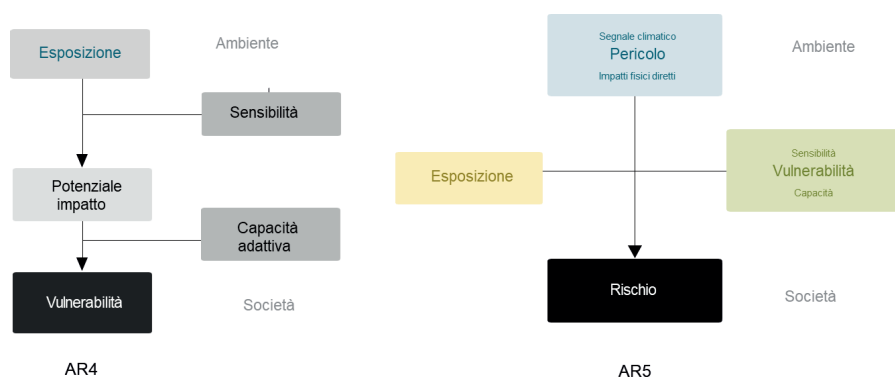 Ambiente
Esposizione
Sensibilità
Potenziale
impatto
Capacità
adattiva
Vulnerabilità
Società
AR4
Segnale climatico
Pericolo
Impatti fisici diretti
Ambiente
Esposizione
Sensibilità
Vulnerabilità
Capacità
Rischio
Società
AR5